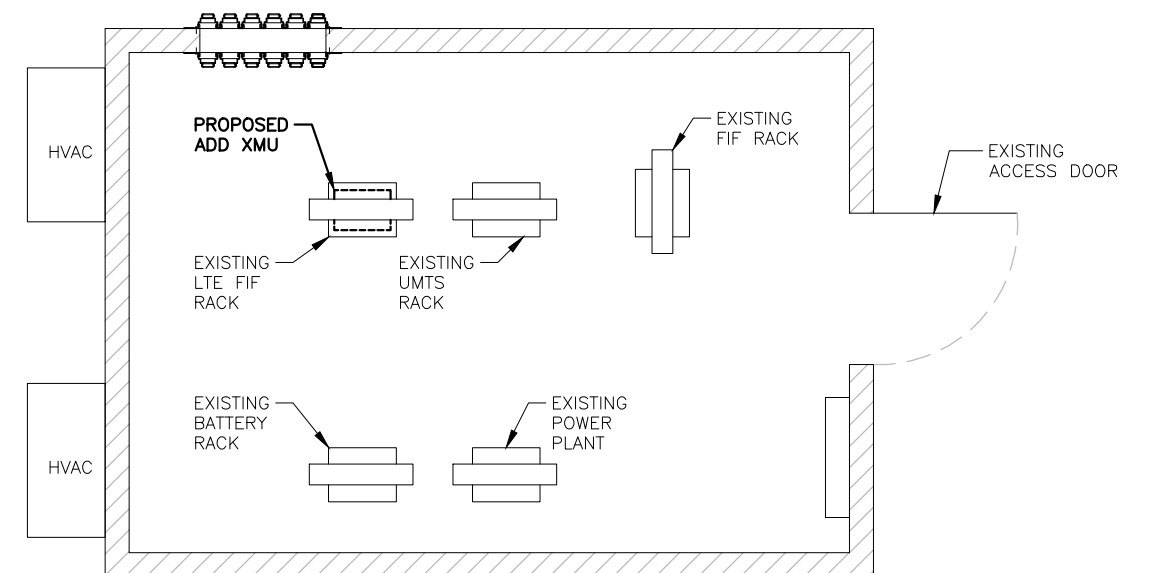 PROPOSED
ADD XMU
EXISTING
FIF RACK
EXISTING
ACCESS DOOR
HVAC
EXISTING
LTE FIF
RACK
EXISTING
UMTS
RACK
EXISTING
BATTERY
RACK
EXISTING
POWER
PLANT
HVAC